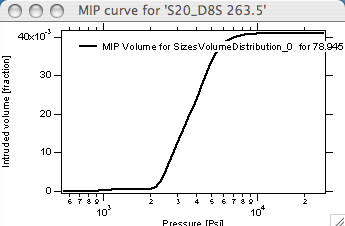 MIP curve for 'S20_D8S 263.5'
40x10⁻³
MIP Volume for SizesVolumeDistribution_0 for 78.945
30
20
10
0
Intruded volume [fraction]
6 7 8 9 2 3 4 5 6 7 8 9 2
10³ 10⁴
Pressure [Psi]